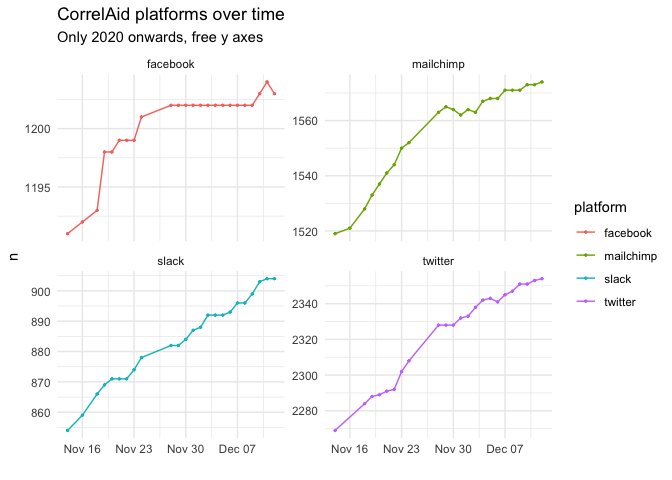 CorrelAid platforms over time
Only 2020 onwards, free y axes
facebook
mailchimp
1200
1195
1560
1540
1520
n
slack
twitter
900
890
880
870
860
2340
2320
2300
2280
Nov 16 Nov 23 Nov 30 Dec 07
Nov 16 Nov 23 Nov 30 Dec 07
platform
facebook
mailchimp
slack
twitter